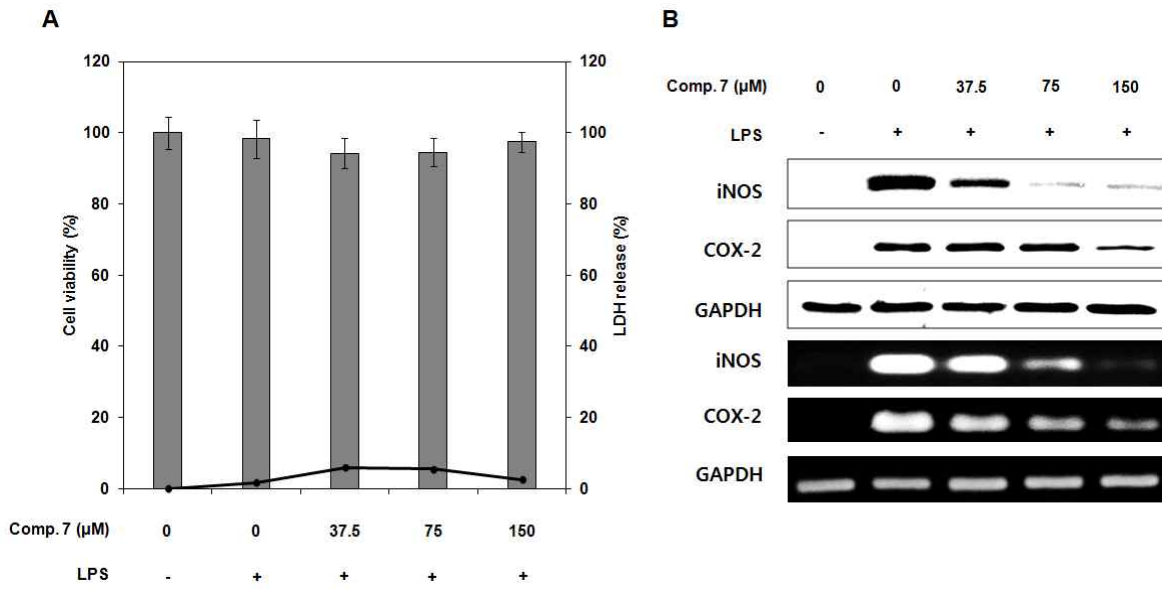 A
120 120
100 100
80 80
60 60
40 40
20 20
0 0
Cell viability (%)
LDH release (%)
Comp. 7 (µM) 0 0 37.5 75 150
LPS - + + + +
B
Comp. 7 (µM) 0 0 37.5 75 150
LPS - + + + +
iNOS
COX-2
GAPDH
iNOS
COX-2
GAPDH